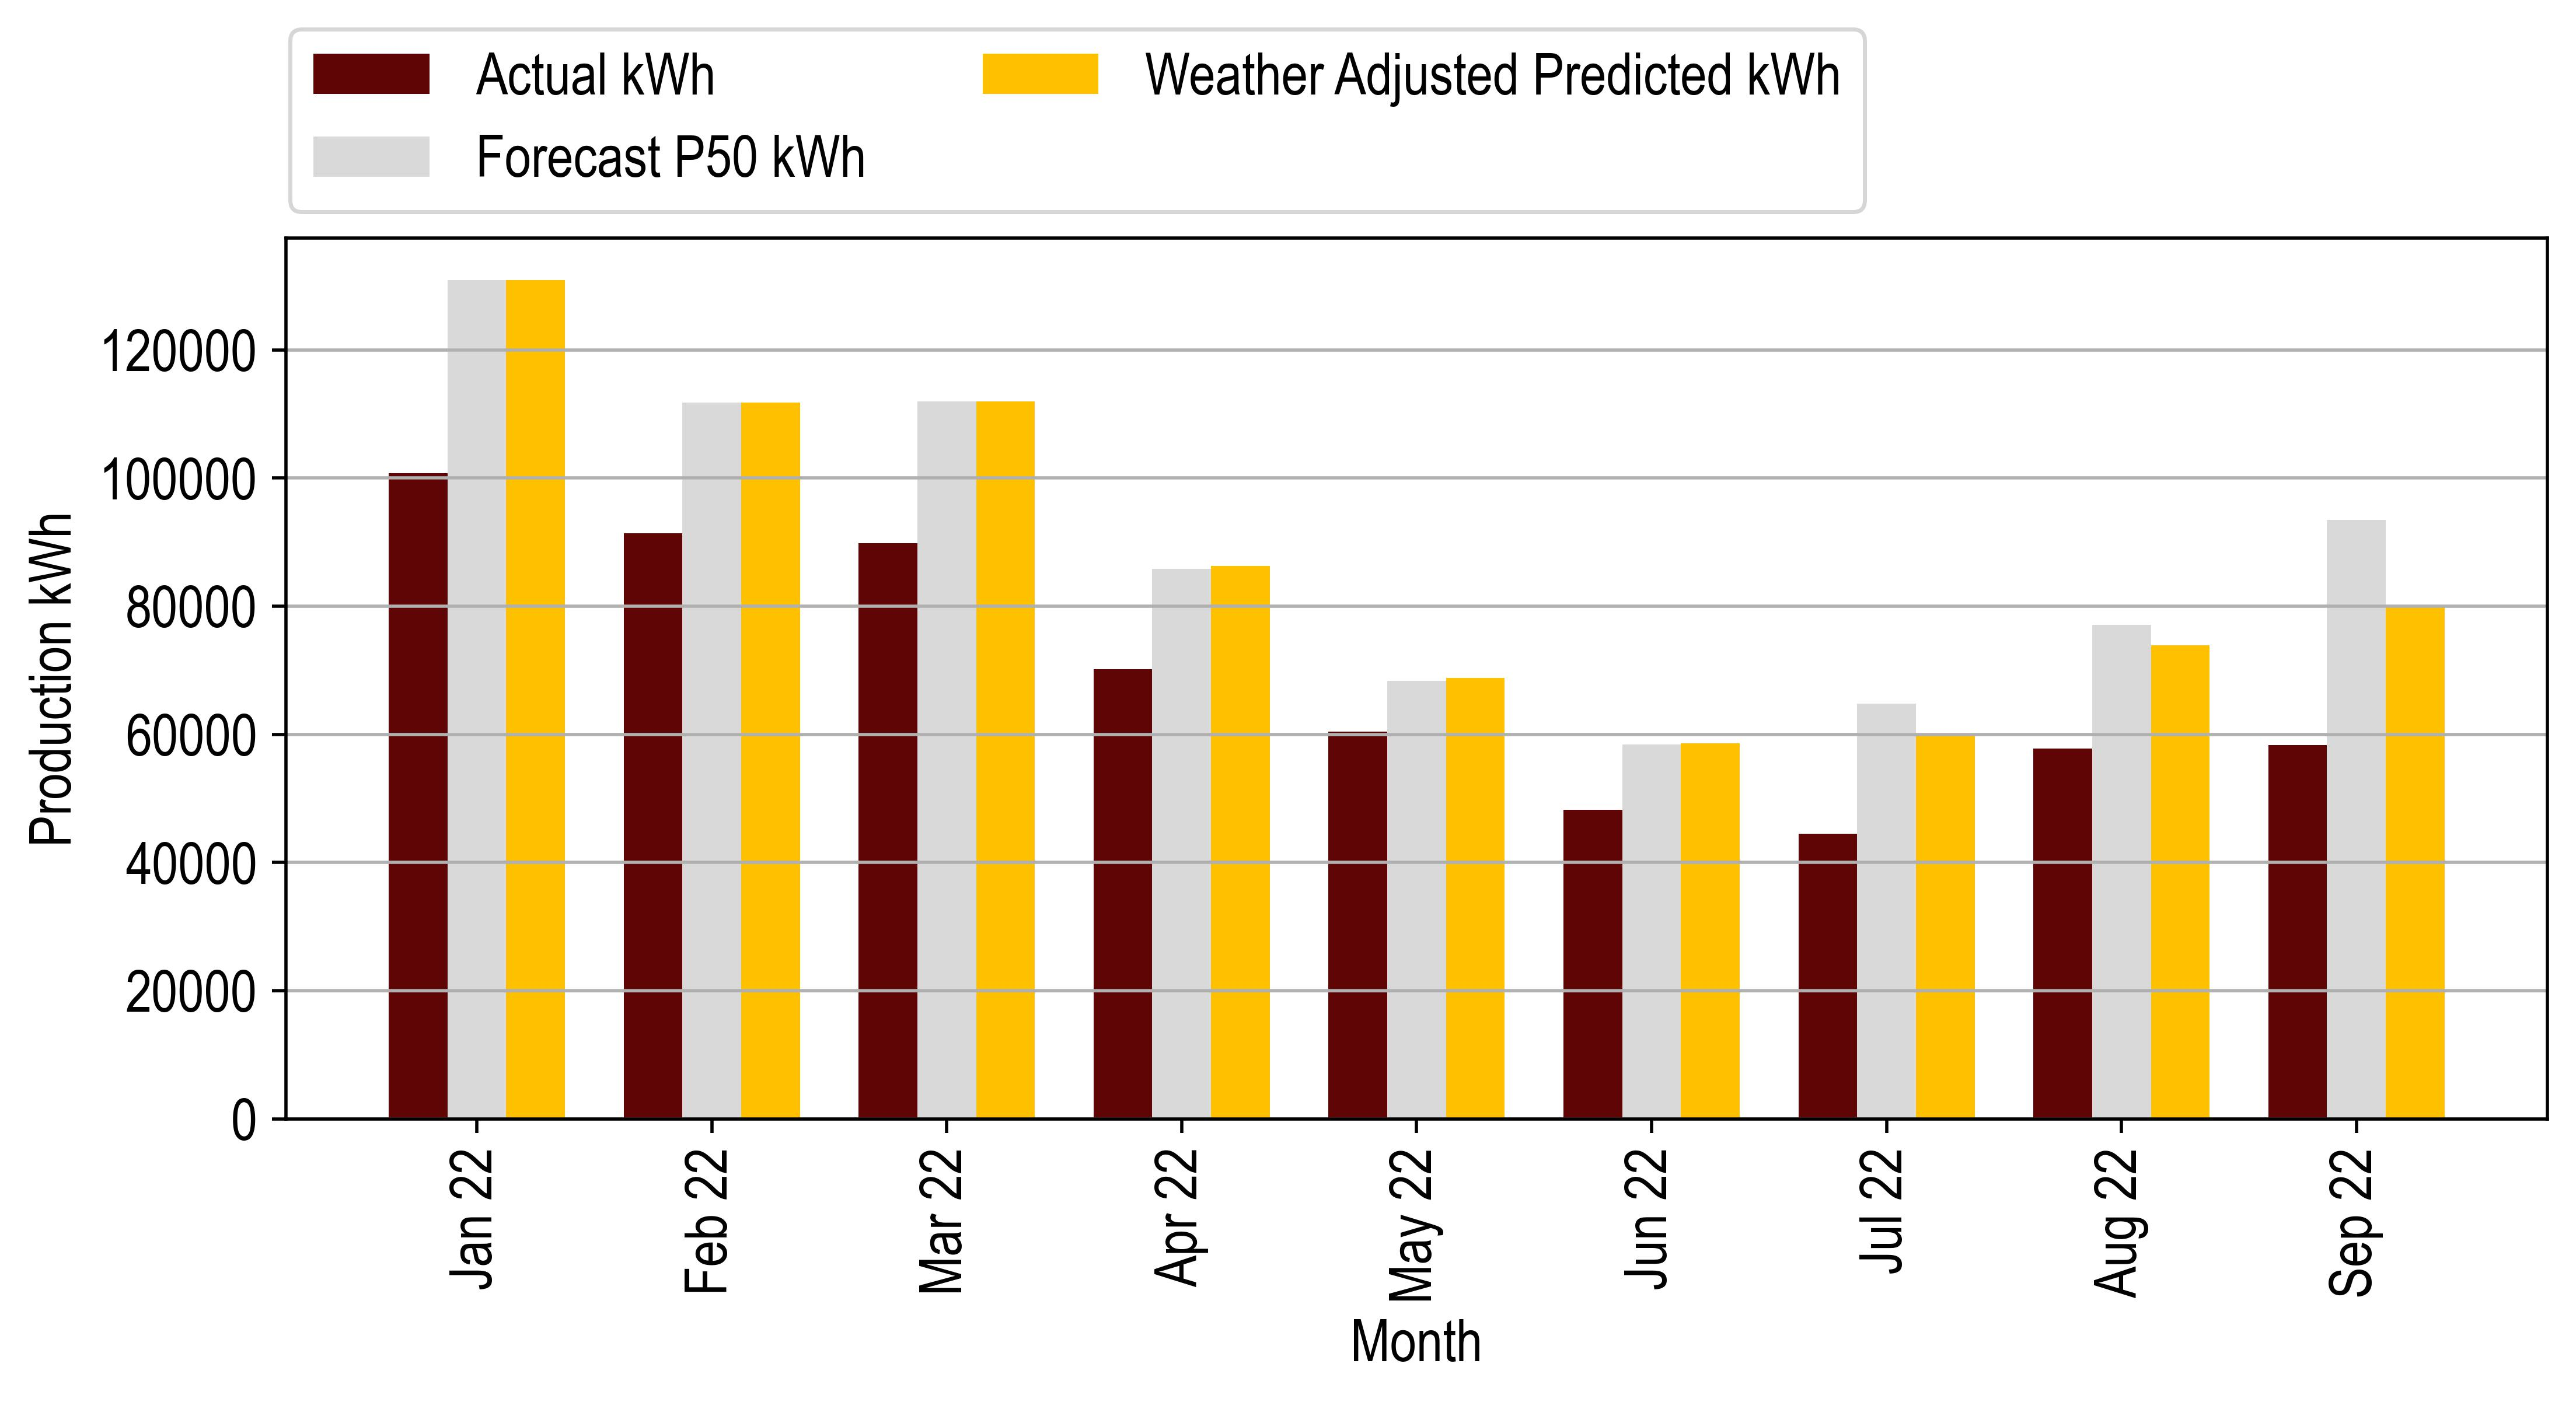 Actual kWh
Forecast P50 kWh
Weather Adjusted Predicted kWh
Production kWh
120000
100000
80000
60000
40000
20000
0
Jan 22
Feb 22
Mar 22
Apr 22
May 22
Jun 22
Jul 22
Aug 22
Sep 22
Month